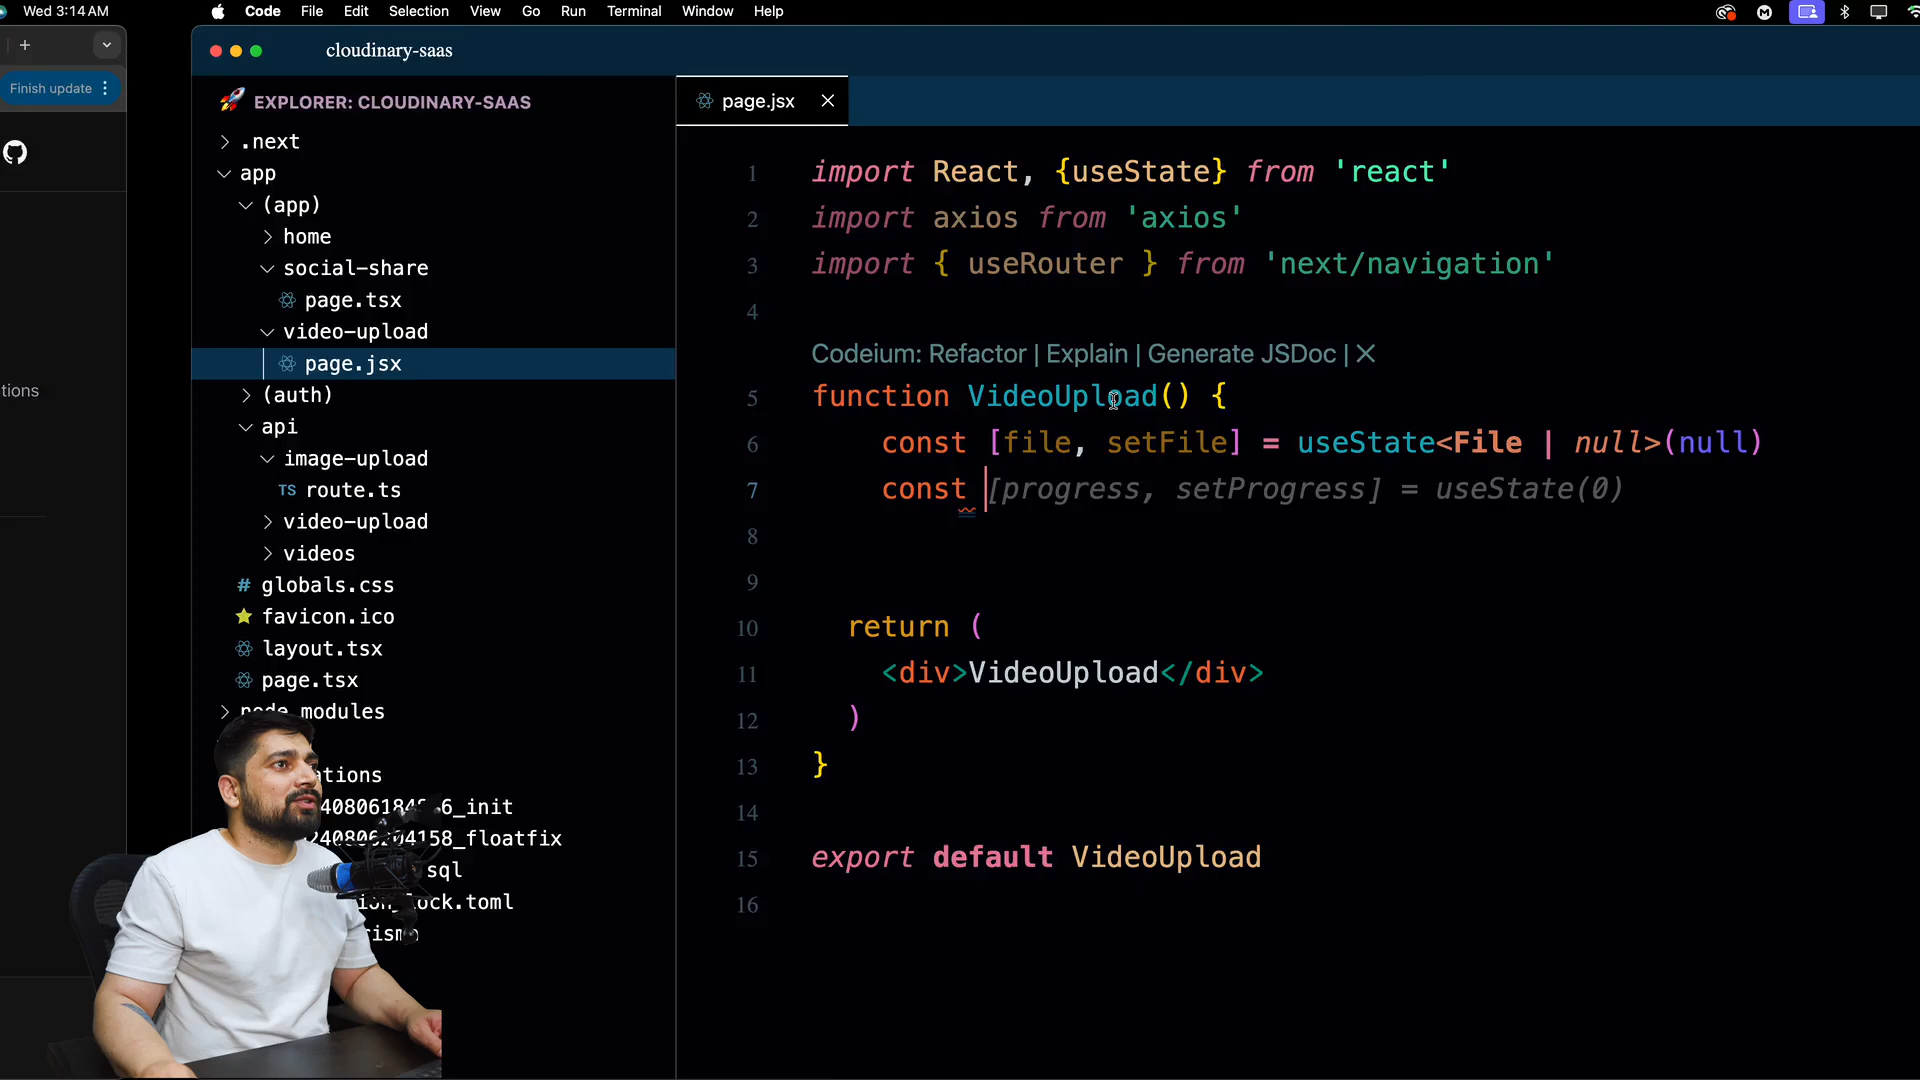 Wed 3:14 AM
Code File Edit Selection View Go Run Terminal Window Help
Finish update
cloudinary-saas
EXPLORER: CLOUDINARY-SAAS
.next
app
(app)
home
social-share
page.tsx
video-upload
page.jsx
(auth)
api
image-upload
TS route.ts
video-upload
videos
# globals.css
favicon.ico
layout.tsx
page.tsx
node_modules
ations
_init
_floatfix
sql
ock.toml
tions
page.jsx
1 import React, {useState} from 'react'
2 import axios from 'axios'
3 import { useRouter } from 'next/navigation'
4
Codeium: Refactor | Explain | Generate JSDoc | ×
5 function VideoUpload() {
6 const [file, setFile] = useState<File | null>(null)
7 const [progress, setProgress] = useState(0)
8
9
10 return (
11 <div>VideoUpload</div>
12 )
13 }
14
15 export default VideoUpload
16